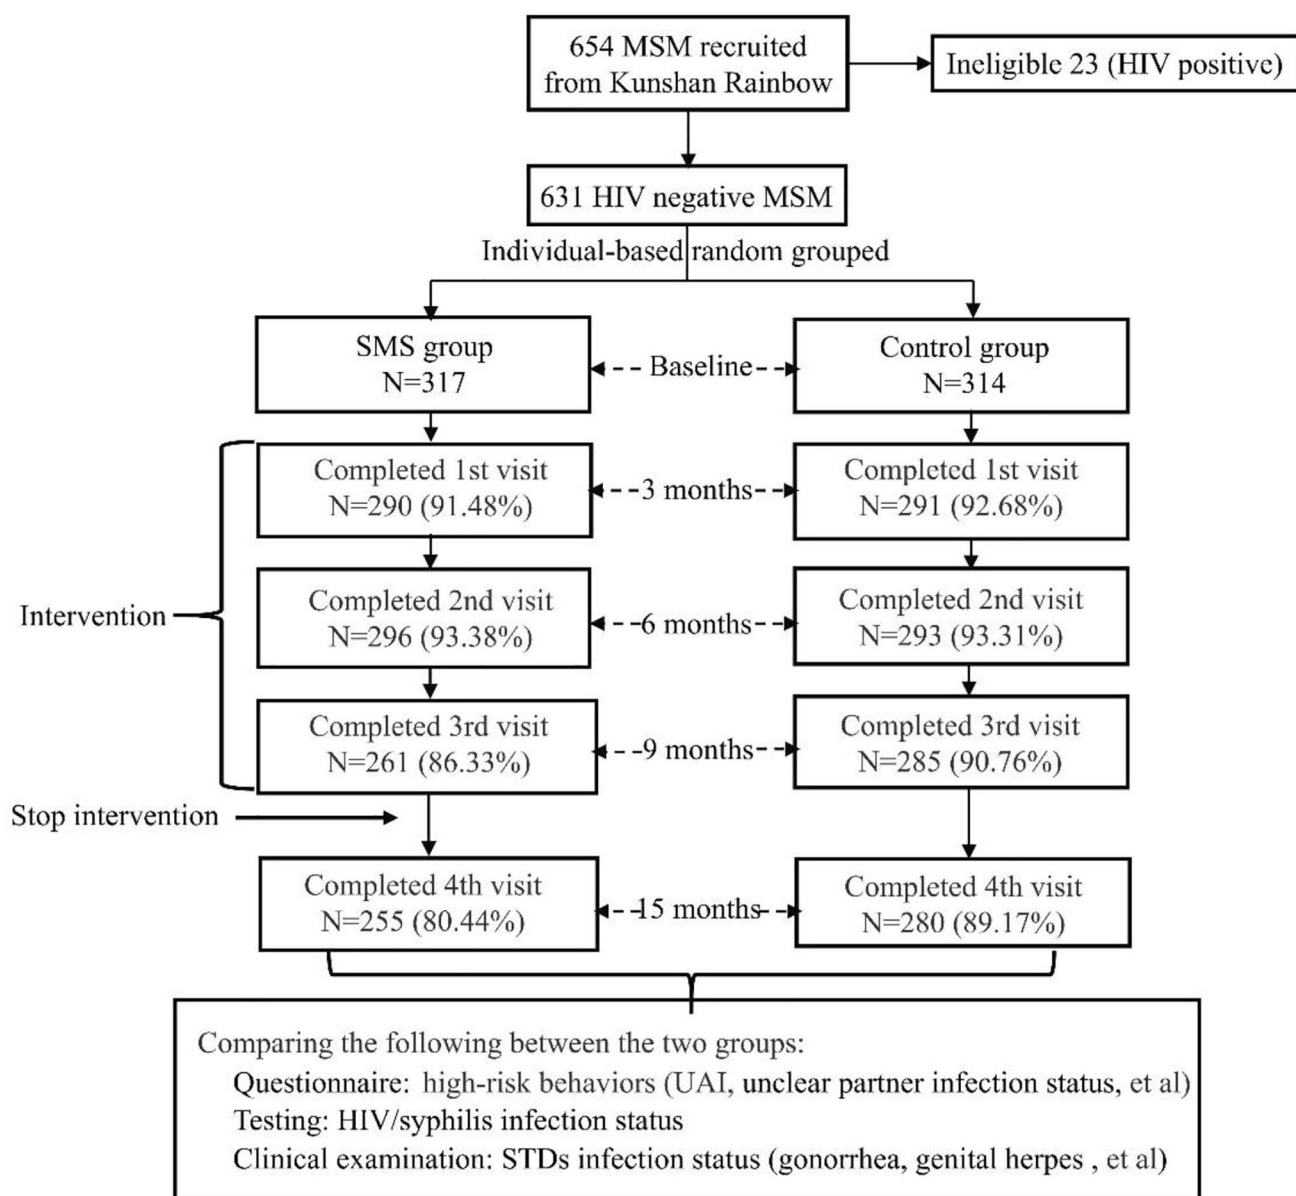 654 MSM recruited
from Kunshan Rainbow
Ineligible 23 (HIV positive)
631 HIV negative MSM
Individual-based random grouped
SMS group
N=317
Baseline
Control group
N=314
Completed 1st visit
N=290 (91.48%)
3 months
Completed 1st visit
N=291 (92.68%)
Intervention
Completed 2nd visit
N=296 (93.38%)
6 months
Completed 2nd visit
N=293 (93.31%)
Completed 3rd visit
N=261 (86.33%)
9 months
Completed 3rd visit
N=285 (90.76%)
Stop intervention
Completed 4th visit
N=255 (80.44%)
15 months
Completed 4th visit
N=280 (89.17%)
Comparing the following between the two groups:
Questionnaire: high-risk behaviors (UAI, unclear partner infection status, et al)
Testing: HIV/syphilis infection status
Clinical examination: STDs infection status (gonorrhea, genital herpes , et al)